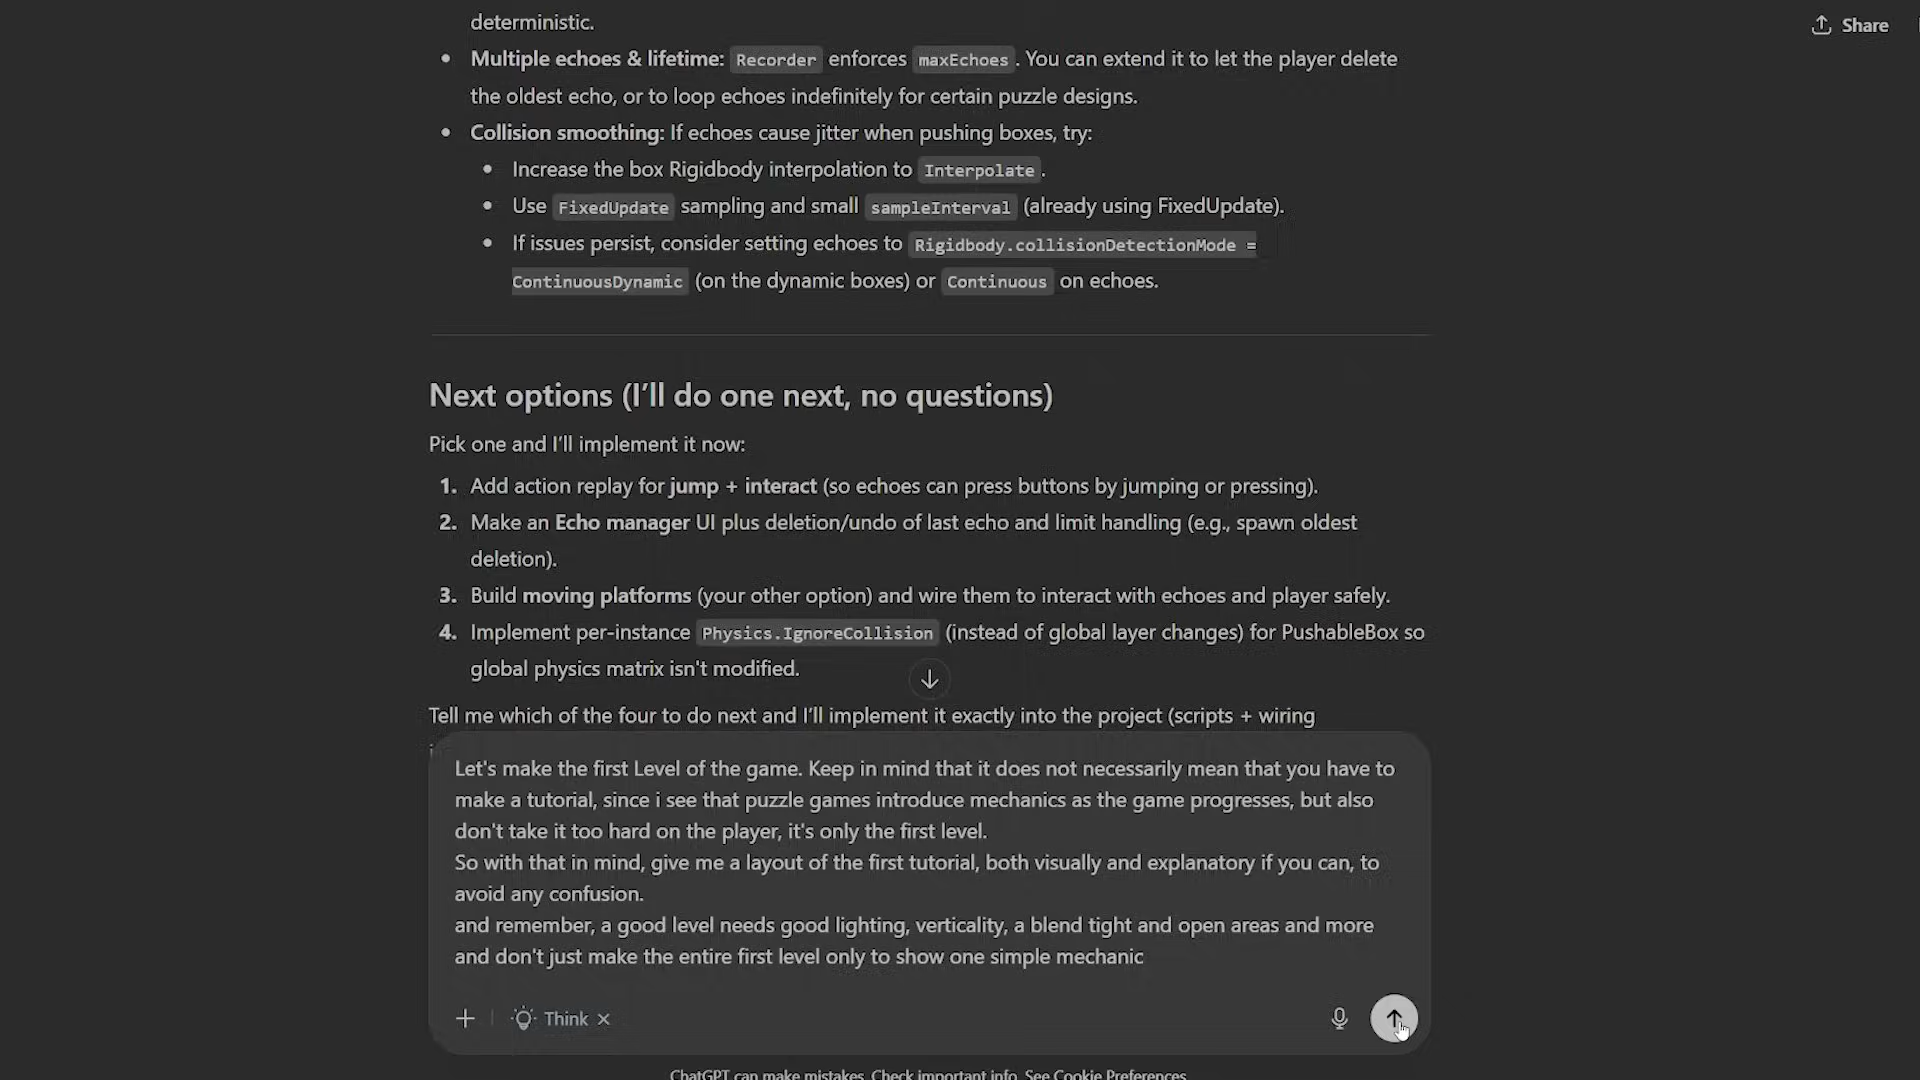 deterministic.
Share
Multiple echoes & lifetime: Recorder enforces maxEchoes. You can extend it to let the player delete
the oldest echo, or to loop echoes indefinitely for certain puzzle designs.
Collision smoothing: If echoes cause jitter when pushing boxes, try:
Increase the box Rigidbody interpolation to Interpolate.
Use FixedUpdate sampling and small sampleInterval (already using FixedUpdate).
If issues persist, consider setting echoes to Rigidbody.collisionDetectionMode =
ContinuousDynamic (on the dynamic boxes) or Continuous on echoes.
Next options (I'll do one next, no questions)
Pick one and I'll implement it now:
1. Add action replay for jump + interact (so echoes can press buttons by jumping or pressing).
2. Make an Echo manager UI plus deletion/undo of last echo and limit handling (e.g., spawn oldest
deletion).
3. Build moving platforms (your other option) and wire them to interact with echoes and player safely.
4. Implement per-instance Physics.IgnoreCollision (instead of global layer changes) for PushableBox so
global physics matrix isn't modified.
Tell me which of the four to do next and I'll implement it exactly into the project (scripts + wiring
Let's make the first Level of the game. Keep in mind that it does not necessarily mean that you have to
make a tutorial, since i see that puzzle games introduce mechanics as the game progresses, but also
don't take it too hard on the player, it's only the first level.
So with that in mind, give me a layout of the first tutorial, both visually and explanatory if you can, to
avoid any confusion.
and remember, a good level needs good lighting, verticality, a blend tight and open areas and more
and don't just make the entire first level only to show one simple mechanic
Think
ChatGPT can make mistakes. Check important info. See Cookie Preferences.